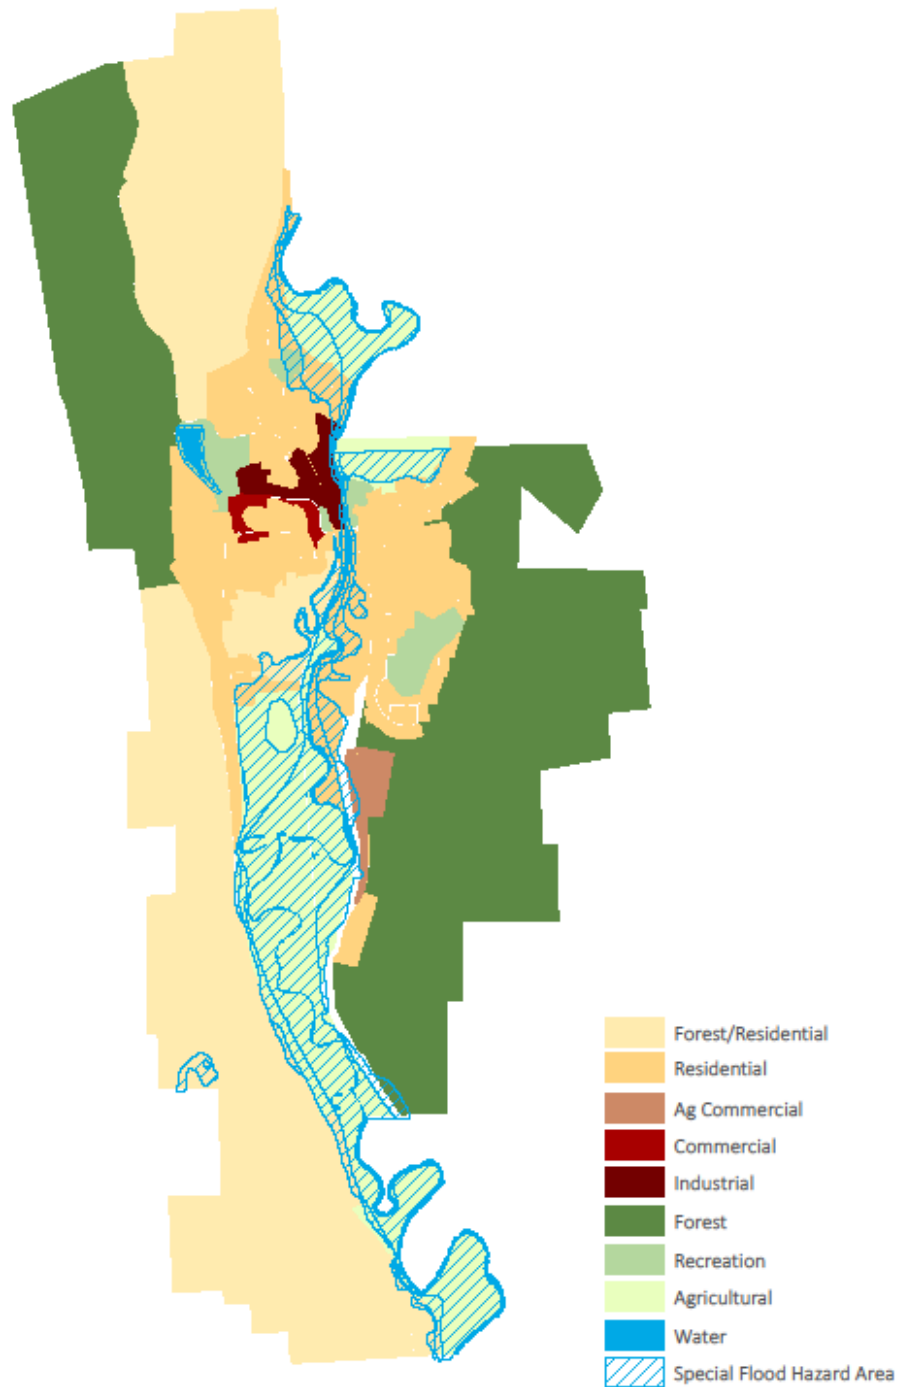 Forest/Residential
Residential
Ag Commercial
Commercial
Industrial
Forest
Recreation
Agricultural
Water
Special Flood Hazard Area